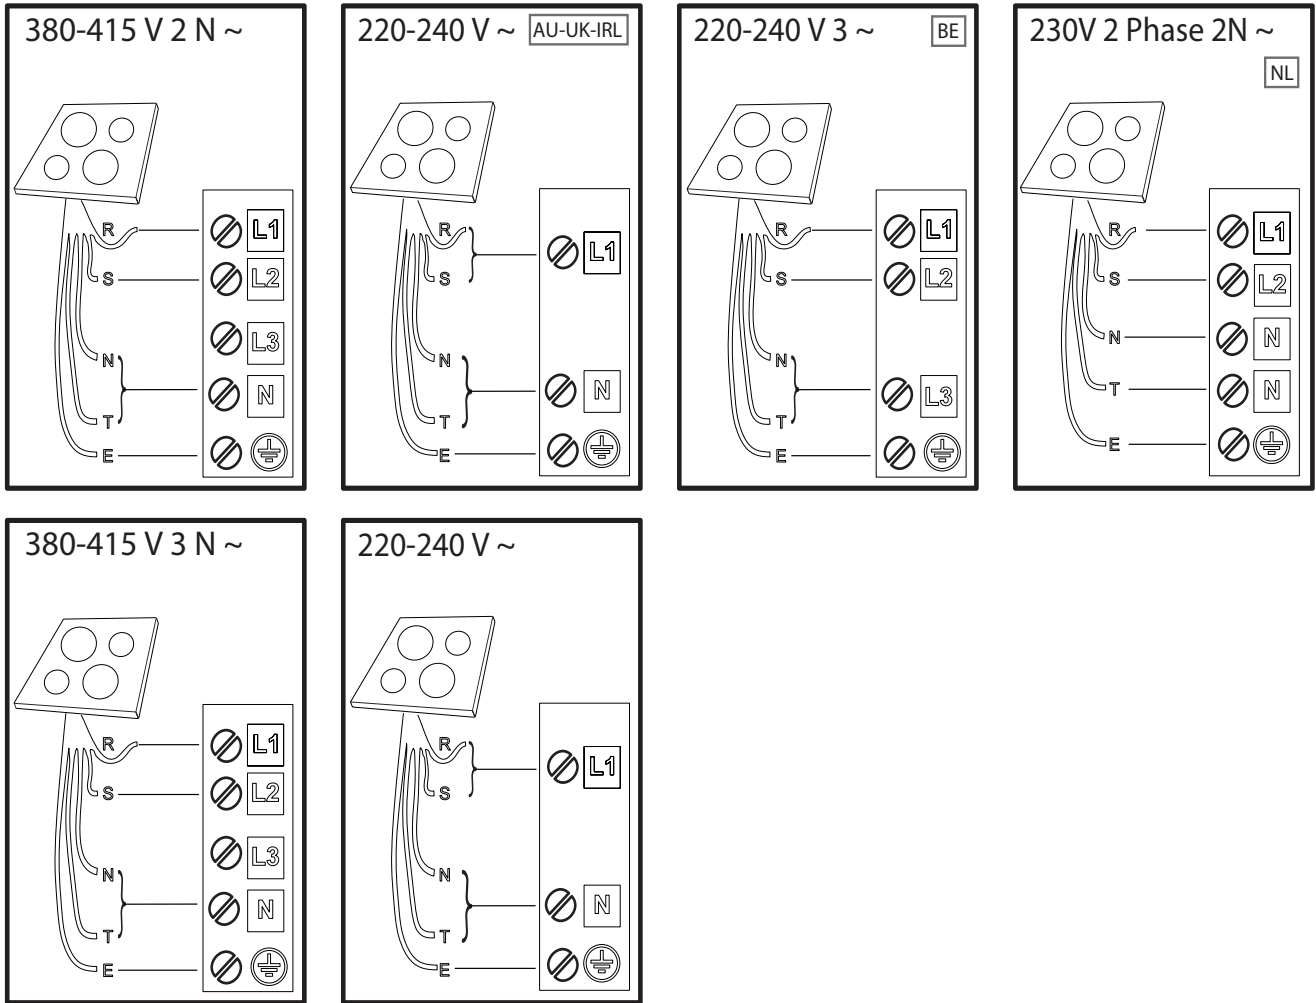 380-415 V 2 N ~
R L1
S L2
L3
N
N
T
E
220-240 V ~ AU-UK-IRL
R
L1
S
N
N
T
E
220-240 V 3 ~ BE
R L1
S L2
N
L3
T
E
230V 2 Phase 2N ~
NL
R L1
S L2
N N
T N
E
380-415 V 3 N ~
R L1
S L2
L3
N
N
T
E
220-240 V ~
R
L1
S
N
N
T
E